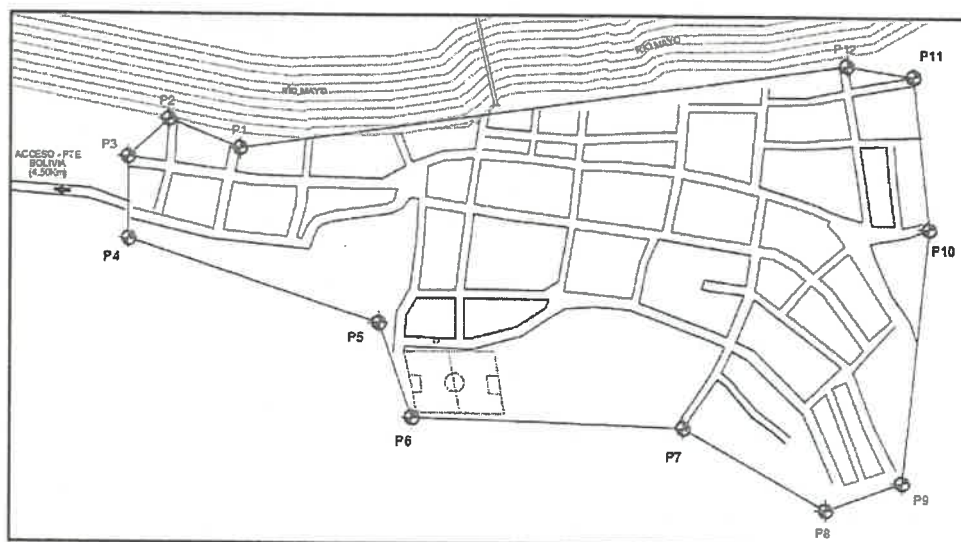 RIO MAYO
RIO MAYO
P12
P11
P2
P1
P3
ACCESO - PTE
BOLIVIA
(4.50Km)
P4
P10
P5
P6
P7
P9
P8